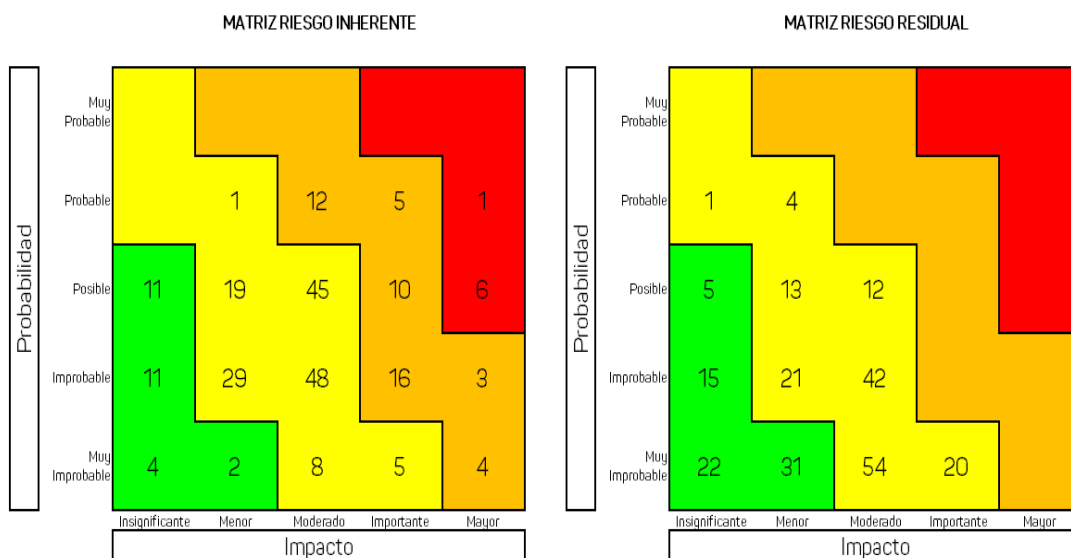 MATRIZ RIESGO INHERENTE
Probabilidad
Muy
Probable
Probable 1 12 5 1
Posible 11 19 45 10 6
Improbable 11 29 48 16 3
Muy
Improbable 4 2 8 5 4
Insignificante Menor Moderado Importante Mayor
Impacto
MATRIZ RIESGO RESIDUAL
Probabilidad
Muy
Probable
Probable 1 4
Posible 5 13 12
Improbable 15 21 42
Muy
Improbable 22 31 54 20
Insignificante Menor Moderado Importante Mayor
Impacto